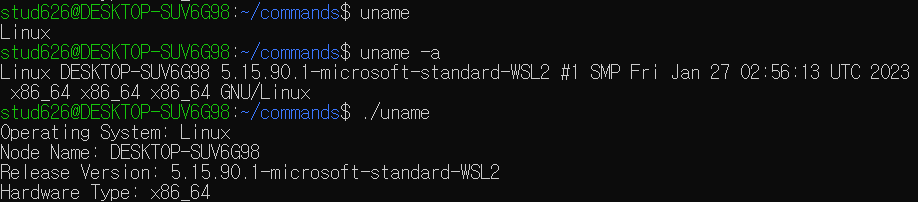 stud626@DESKTOP-SUV6G98:~/commands$ uname
Linux
stud626@DESKTOP-SUV6G98:~/commands$ uname -a
Linux DESKTOP-SUV6G98 5.15.90.1-microsoft-standard-WSL2 #1 SMP Fri Jan 27 02:56:13 UTC 2023
 x86_64 x86_64 x86_64 GNU/Linux
stud626@DESKTOP-SUV6G98:~/commands$ ./uname
Operating System: Linux
Node Name: DESKTOP-SUV6G98
Release Version: 5.15.90.1-microsoft-standard-WSL2
Hardware Type: x86_64